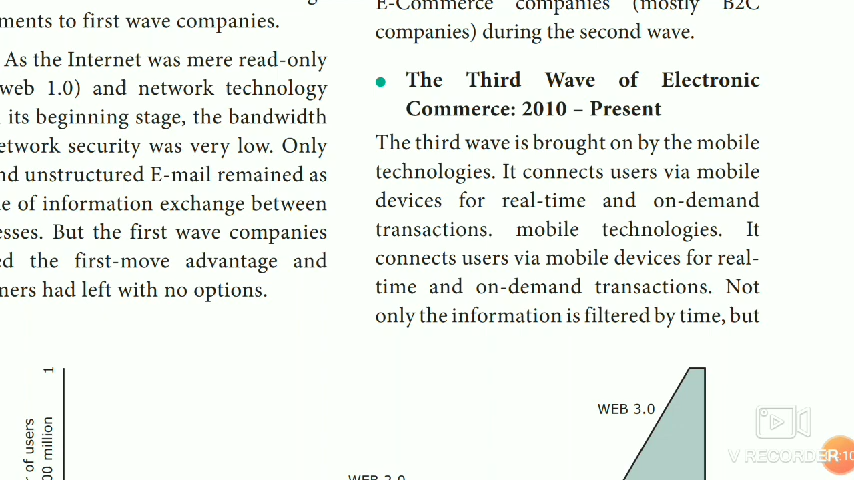 ments to first wave companies.
As the Internet was mere read-only
web 1.0) and network technology
its beginning stage, the bandwidth
etwork security was very low. Only
nd unstructured E-mail remained as
e of information exchange between
esses. But the first wave companies
ed the first-move advantage and
ners had left with no options.
E-Commerce companies (mostly B2C
companies) during the second wave.
• The Third Wave of Electronic
Commerce: 2010 – Present
The third wave is brought on by the mobile
technologies. It connects users via mobile
devices for real-time and on-demand
transactions. mobile technologies. It
connects users via mobile devices for real-
time and on-demand transactions. Not
only the information is filtered by time, but
1
of users
00 million
WEB 2.0
WEB 3.0
V RECORDER